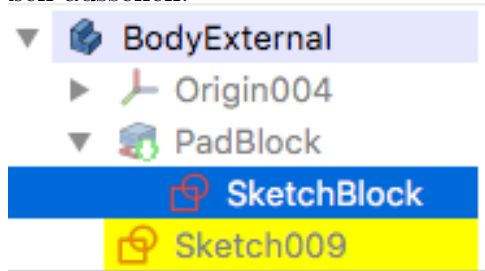 BodyExternal
Origin004
PadBlock
SketchBlock
Sketch009